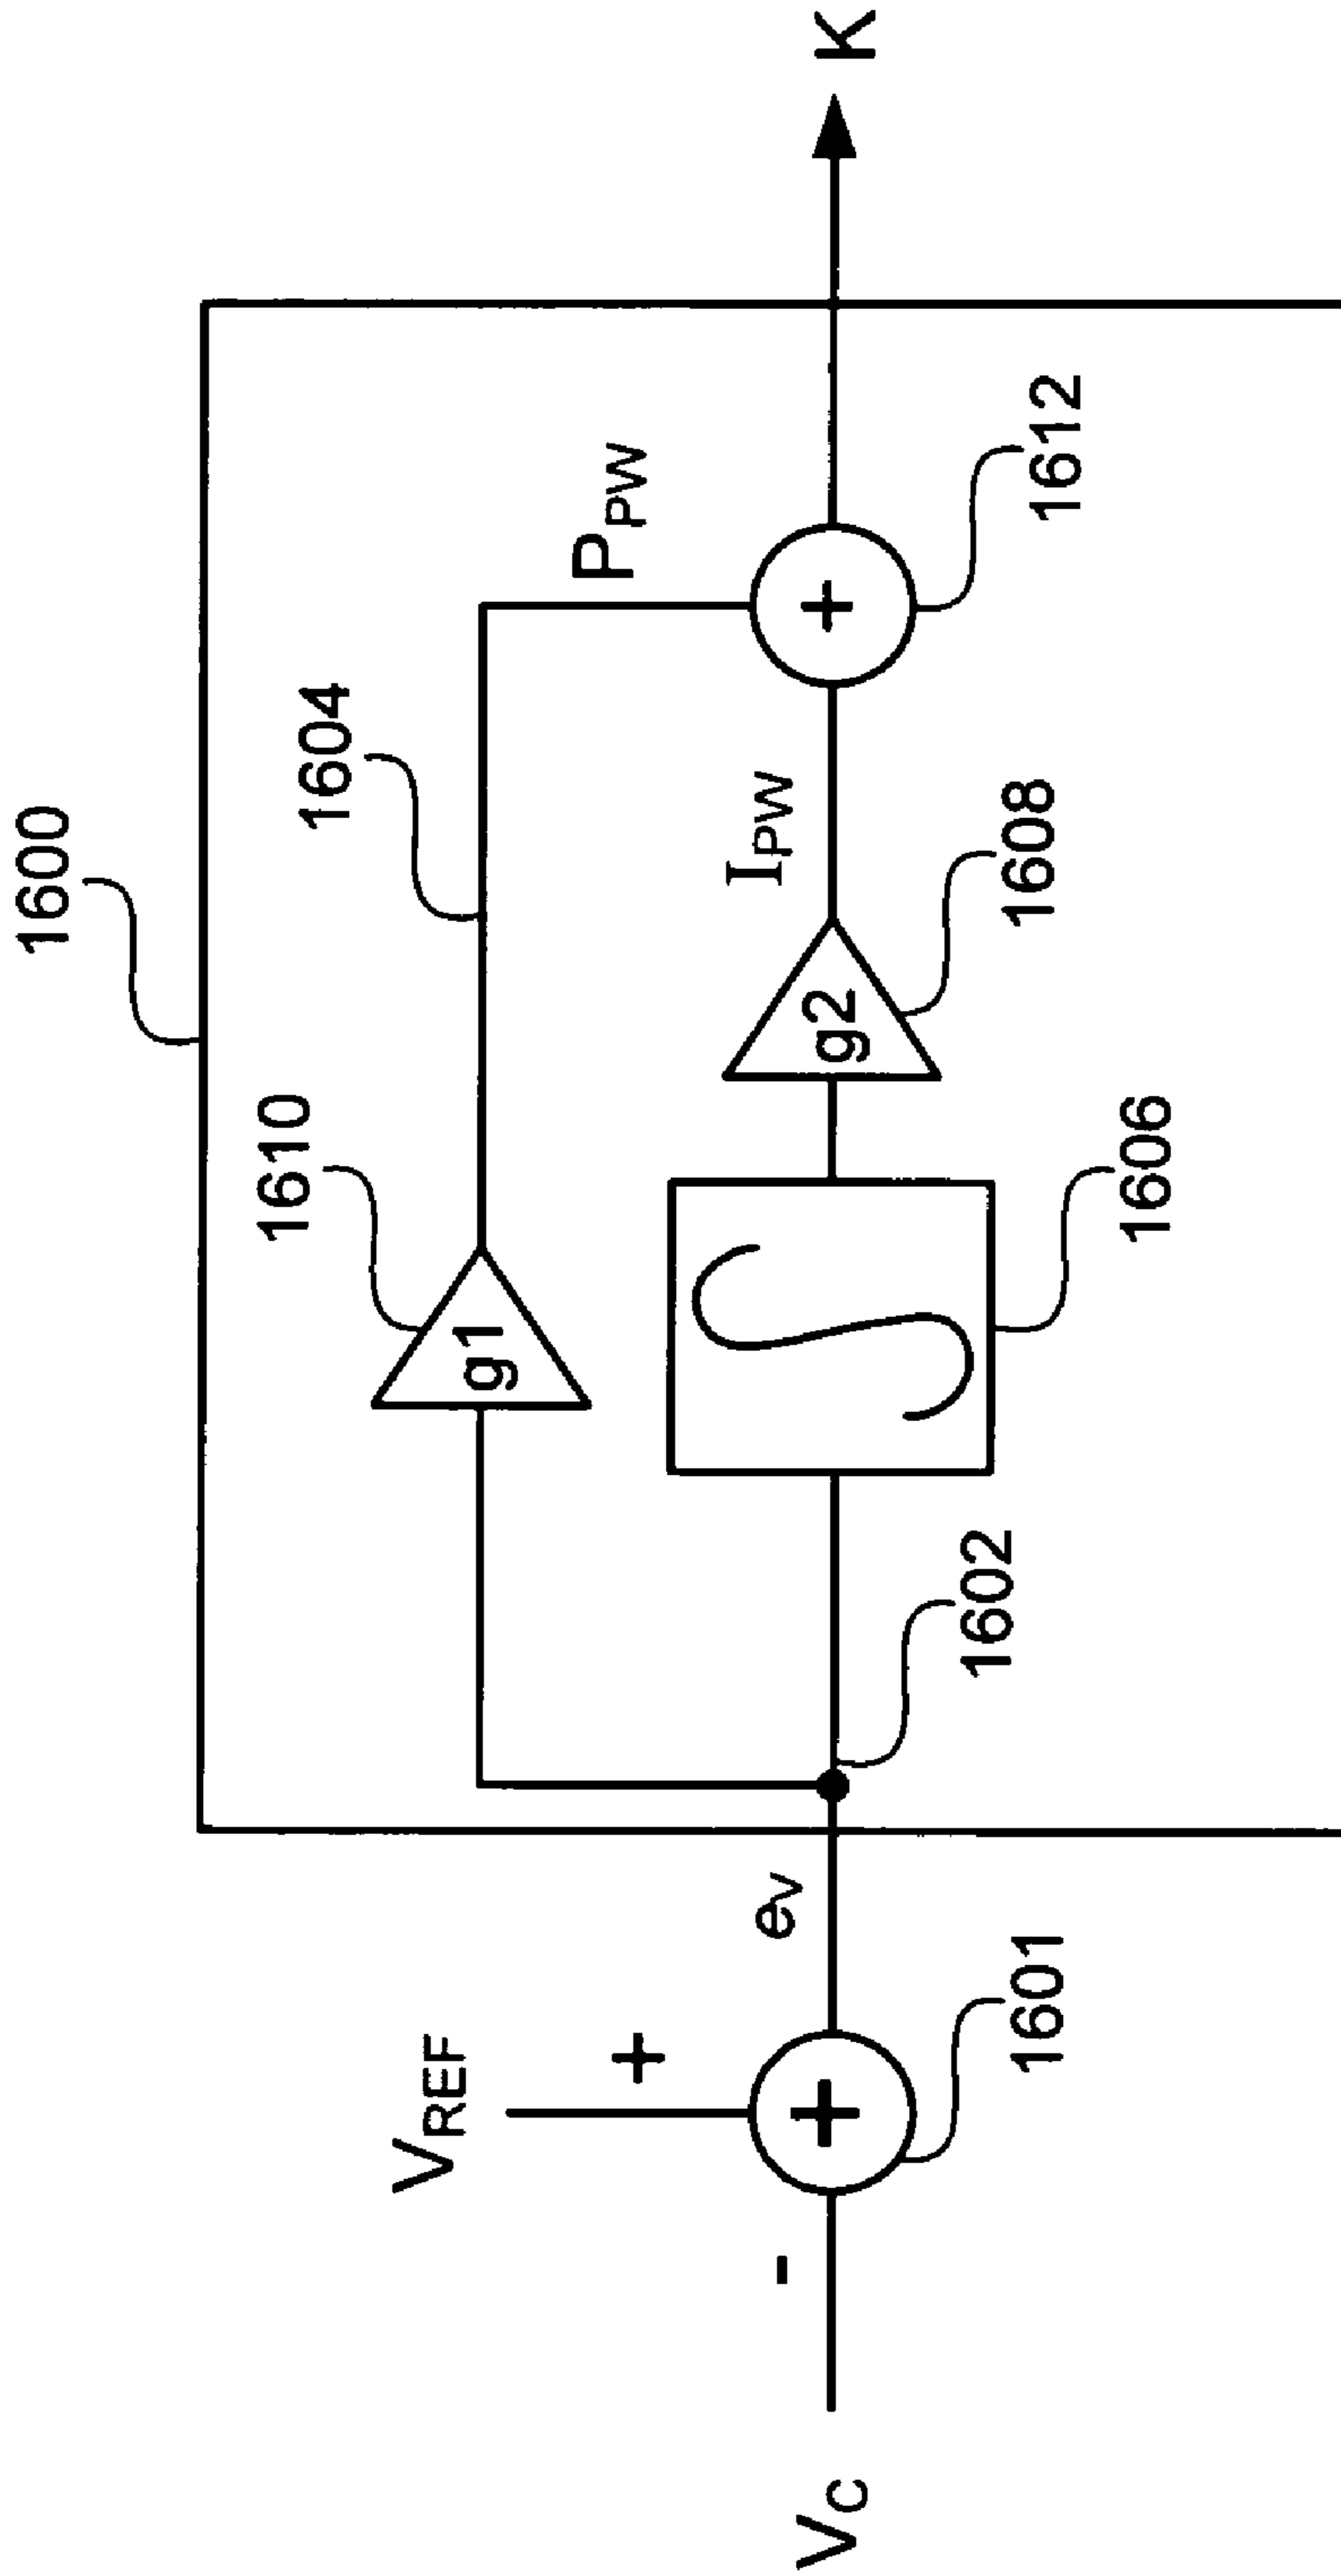 1600
1610
1604
g1
P_PW
V_REF
+
e_V
1602
g2
I_PW
+
K
V_C
-
+
1601
1606
1608
1612